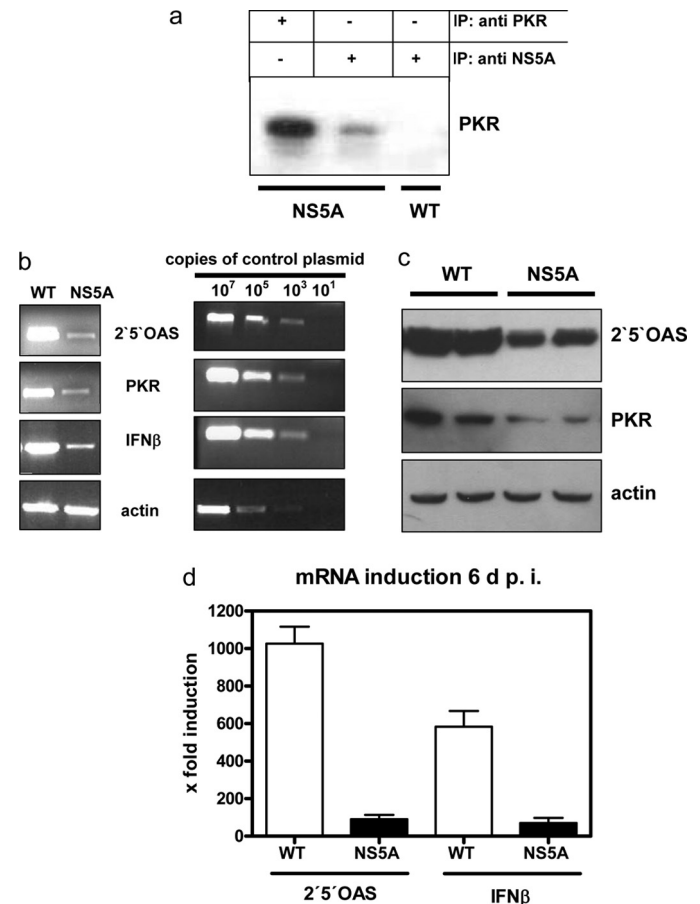 a
+ - - IP: anti PKR
- + + IP: anti NS5A
PKR
NS5A WT
b
copies of control plasmid
WT NS5A
10⁷ 10⁵ 10³ 10¹
2`5`OAS
PKR
IFNβ
actin
c
WT NS5A
2`5`OAS
PKR
actin
d
mRNA induction 6 d p. i.
x fold induction
1200
1000
800
600
400
200
0
WT NS5A WT NS5A
2´5´OAS IFNβ